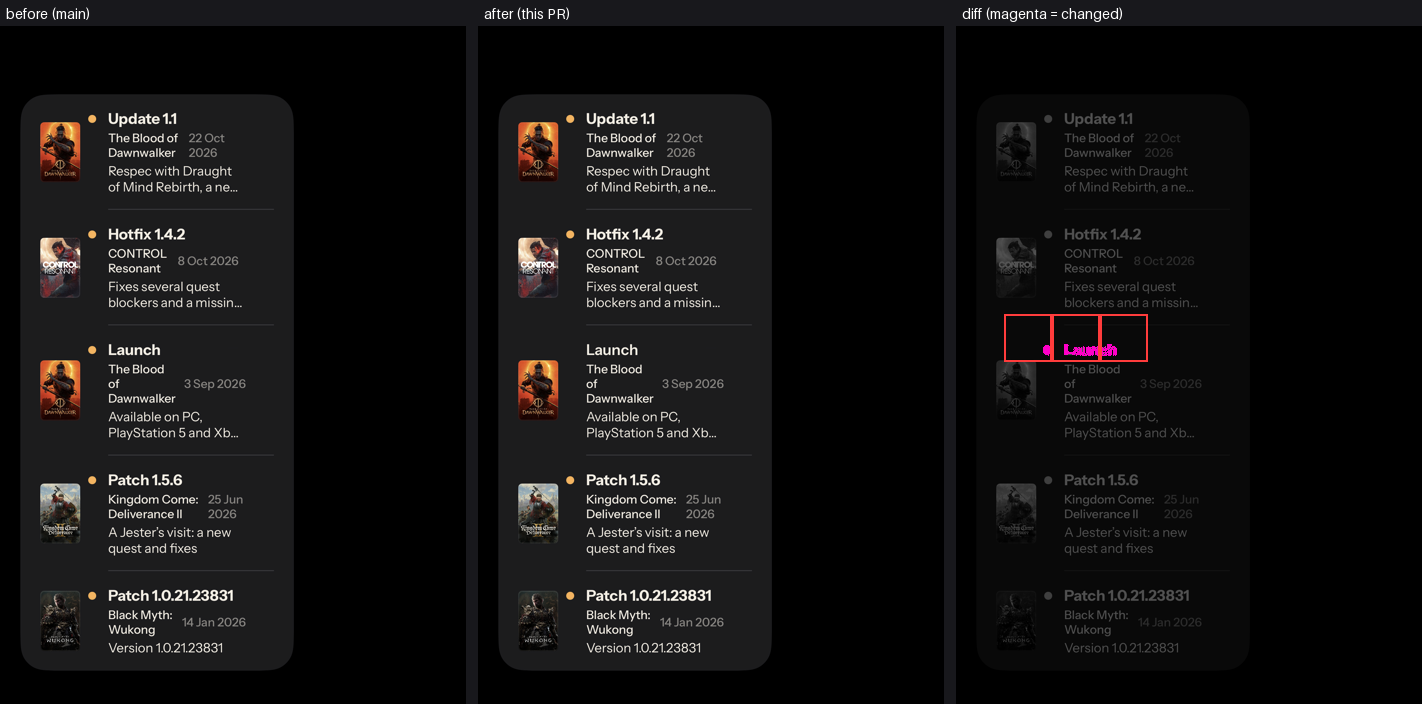 before (main)
Update 1.1
The Blood of
Dawnwalker
22 Oct
2026
Respec with Draught
of Mind Rebirth, a ne...
Hotfix 1.4.2
CONTROL
Resonant
8 Oct 2026
Fixes several quest
blockers and a missin...
CONTROL
RESONANT
Launch
The Blood
of
Dawnwalker
3 Sep 2026
Available on PC,
PlayStation 5 and Xb...
Patch 1.5.6
Kingdom Come:
Deliverance II
25 Jun
2026
A Jester's visit: a new
quest and fixes
Patch 1.0.21.23831
Black Myth:
Wukong
14 Jan 2026
Version 1.0.21.23831
WUKONG
after (this PR)
Update 1.1
The Blood of
Dawnwalker
22 Oct
2026
Respec with Draught
of Mind Rebirth, a ne...
Hotfix 1.4.2
CONTROL
Resonant
8 Oct 2026
Fixes several quest
blockers and a missin...
CONTROL
RESONANT
Launch
The Blood
of
Dawnwalker
3 Sep 2026
Available on PC,
PlayStation 5 and Xb...
Patch 1.5.6
Kingdom Come:
Deliverance II
25 Jun
2026
A Jester's visit: a new
quest and fixes
Patch 1.0.21.23831
Black Myth:
Wukong
14 Jan 2026
Version 1.0.21.23831
WUKONG
diff (magenta = changed)
Update 1.1
The Blood of
Dawnwalker
22 Oct
2026
Respec with Draught
of Mind Rebirth, a ne...
Hotfix 1.4.2
CONTROL
Resonant
8 Oct 2026
Fixes several quest
blockers and a missin...
CONTROL
RESONANT
Launch
The Blood
of
Dawnwalker
3 Sep 2026
Available on PC,
PlayStation 5 and Xb...
Patch 1.5.6
Kingdom Come:
Deliverance II
25 Jun
2026
A Jester's visit: a new
quest and fixes
Patch 1.0.21.23831
Black Myth:
Wukong
14 Jan 2026
Version 1.0.21.23831